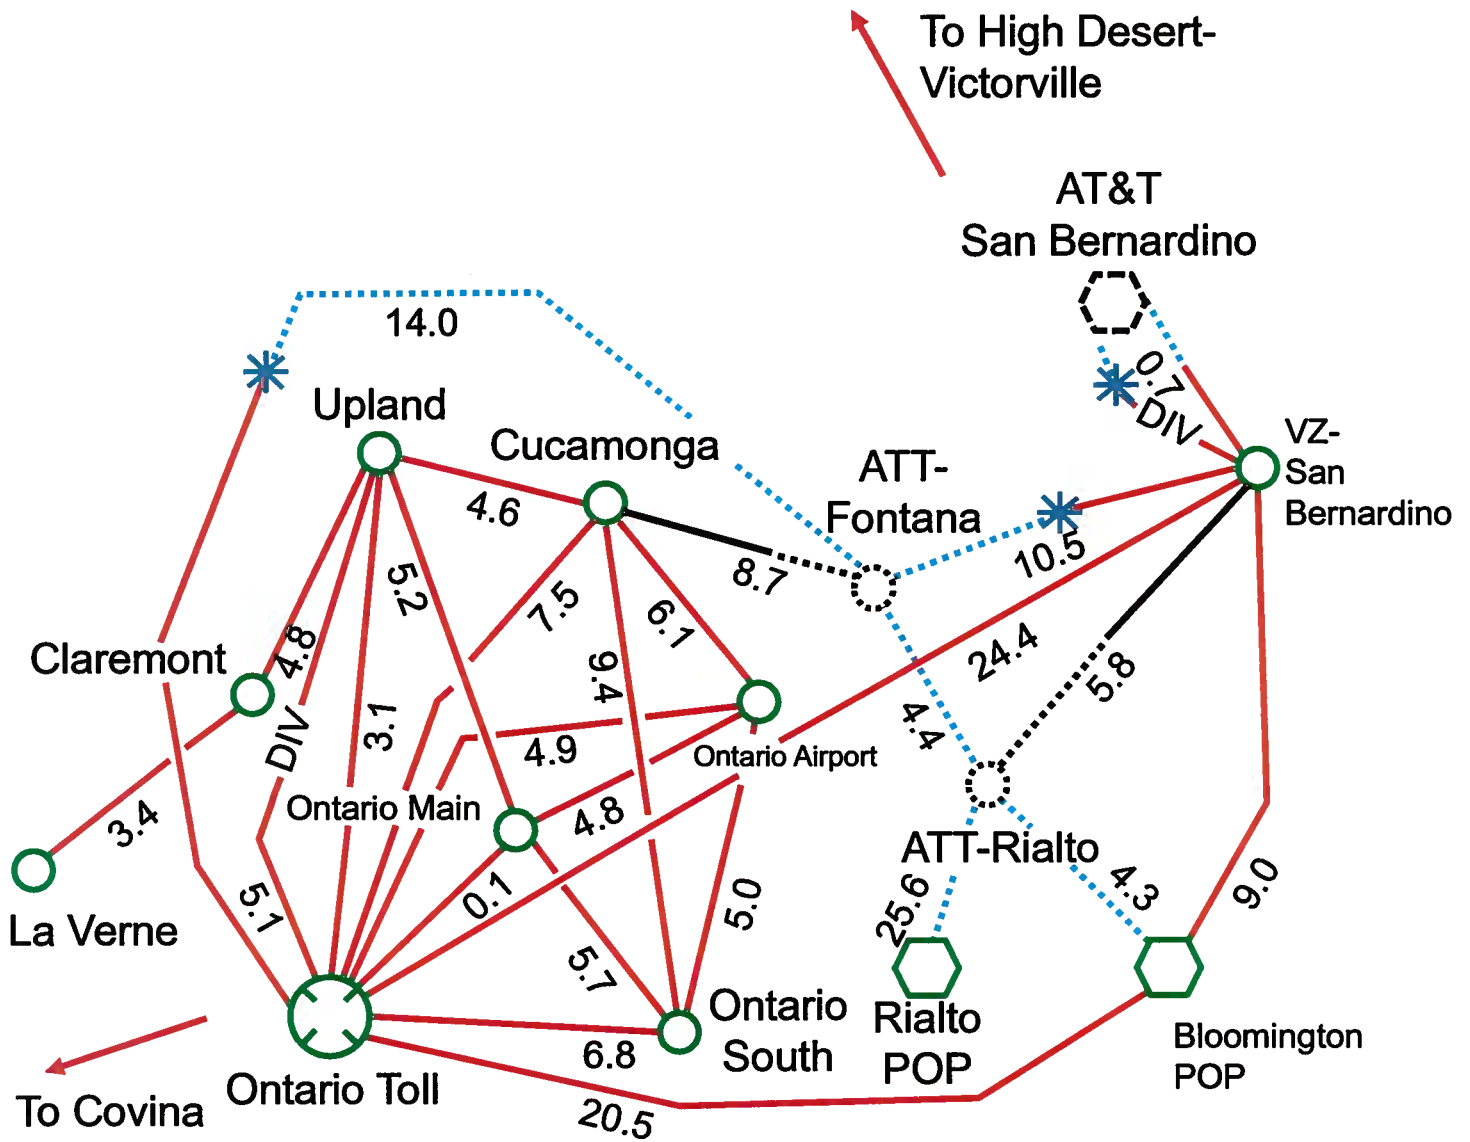 To High Desert-
Victorville
AT&T
San Bernardino
14.0
0.7
DIV
Upland
Cucamonga
ATT-
Fontana
VZ-
San
Bernardino
4.6
8.7
10.5
5.2
7.5
6.1
24.4
5.8
Claremont
4.8
9.4
4.4
DIV
3.1
4.9
Ontario Airport
Ontario Main
4.8
3.4
ATT-Rialto
5.1
0.1
5.0
25.6
4.3
9.0
La Verne
5.7
Ontario
South
Rialto
POP
Bloomington
POP
6.8
Ontario Toll
To Covina
20.5